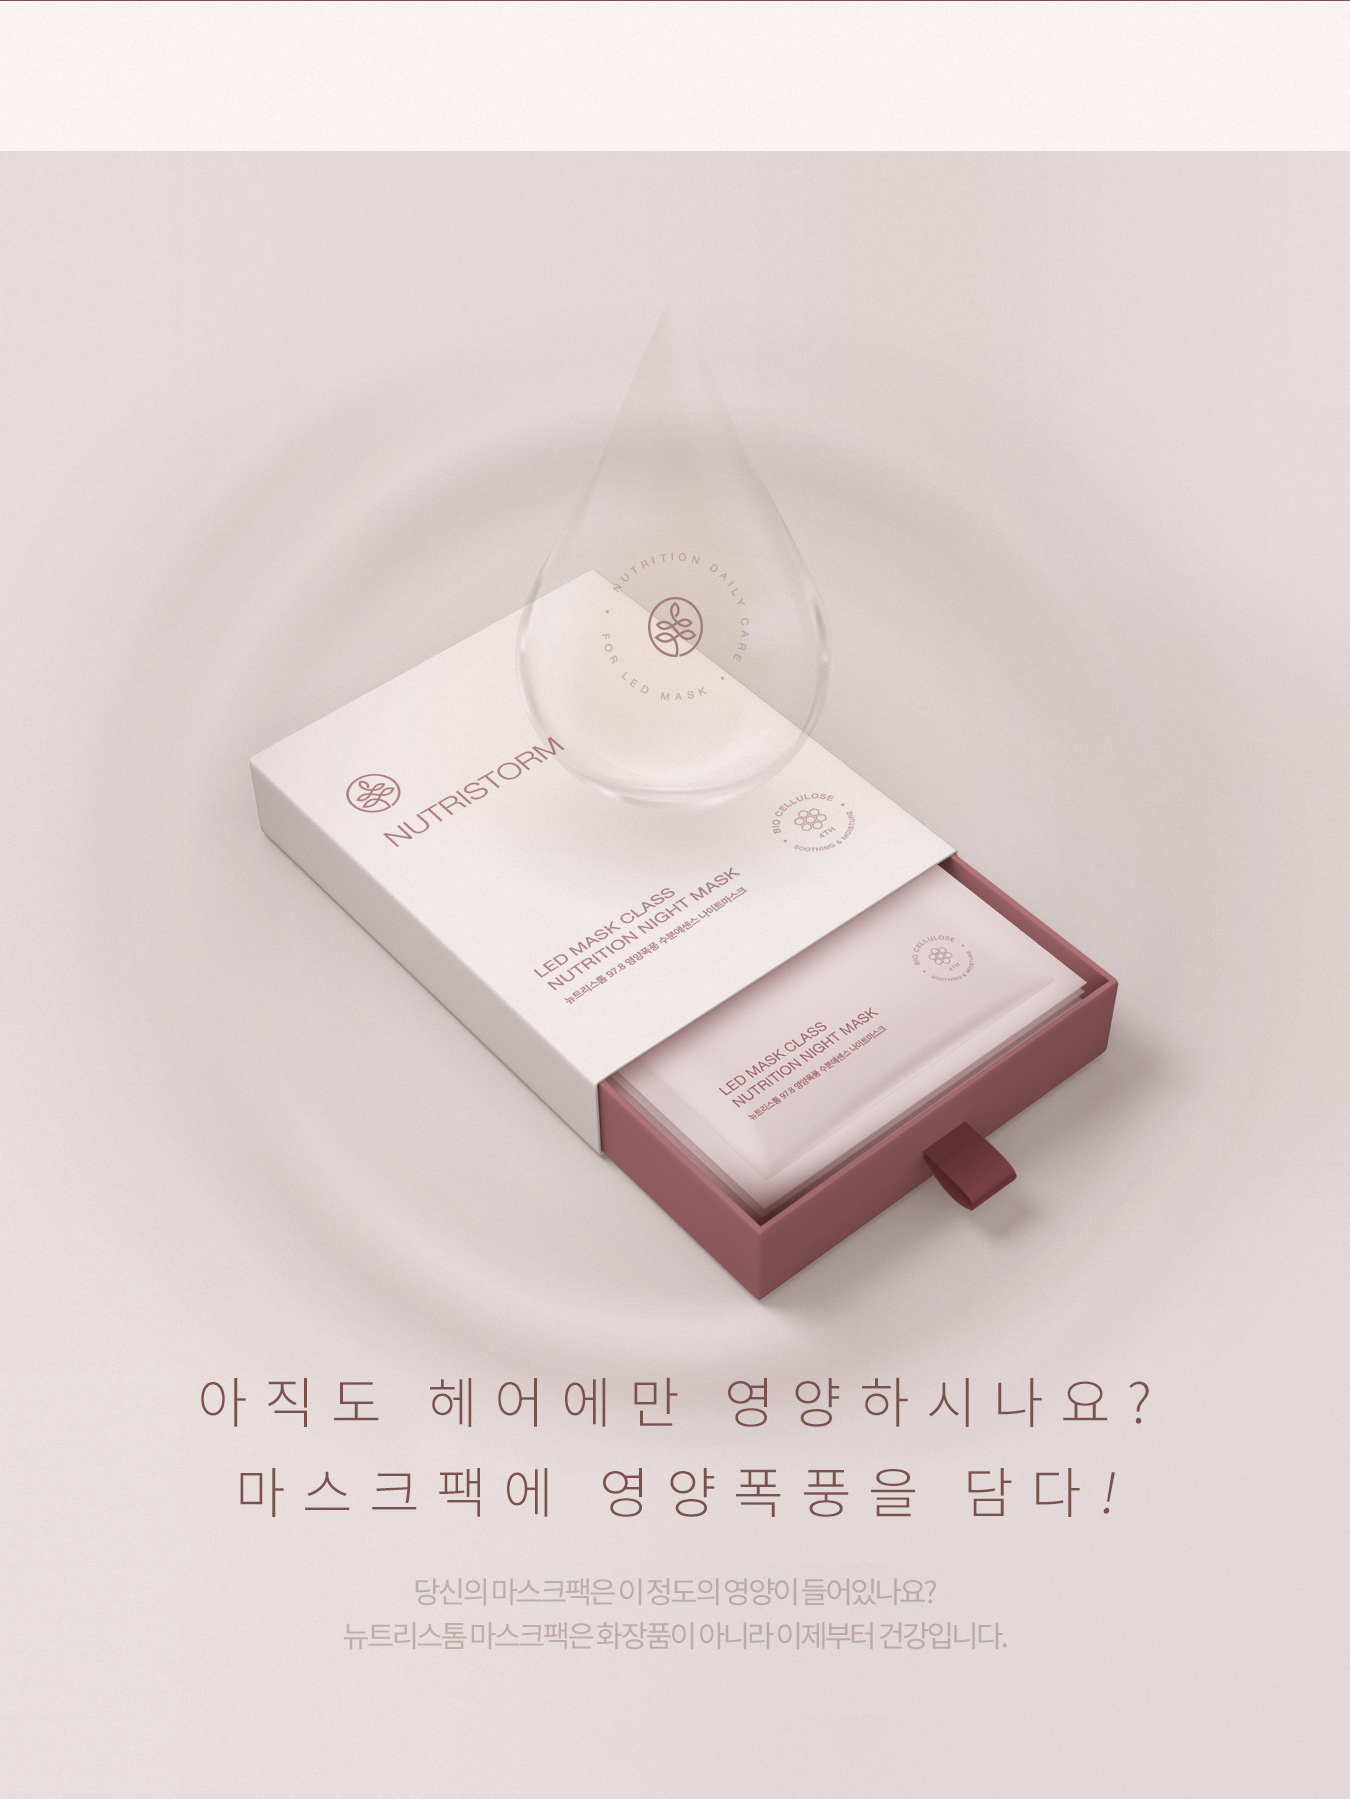 NUTRITION DAILY CARE
FOR LED MASK
NUTRISTORM
BIO CELLULOSE
4TH
SOOTHING & MOISTURE
LED MASK CLASS
NUTRITION NIGHT MASK
뉴트리스톰 97.8 영양폭풍 수분에센스 나이트마스크
BIO CELLULOSE
4TH
SOOTHING & MOISTURE
LED MASK CLASS
NUTRITION NIGHT MASK
뉴트리스톰 97.8 영양폭풍 수분에센스 나이트마스크
아직도 헤어에만 영양하시나요?
마스크팩에 영양폭풍을 담다!
당신의 마스크팩은 이 정도의 영양이 들어있나요?
뉴트리스톰 마스크팩은 화장품이 아니라 이제부터 건강입니다.